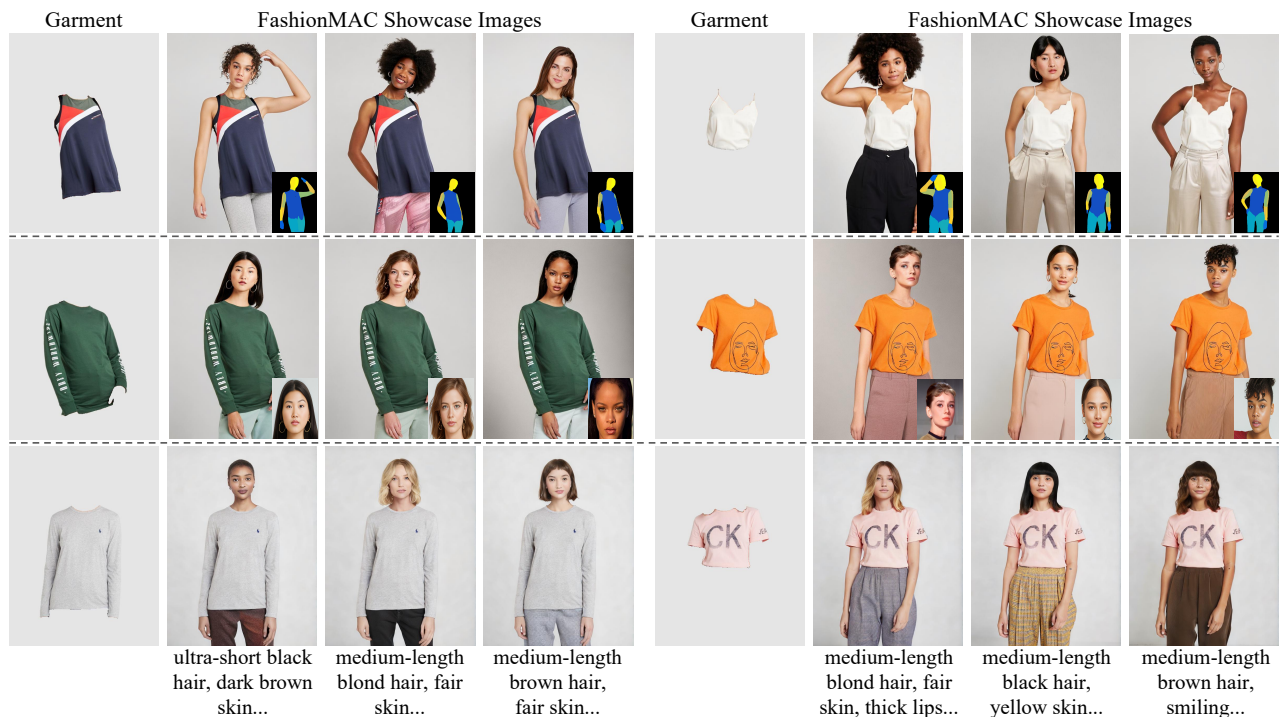 Garment
FashionMAC Showcase Images
Garment
FashionMAC Showcase Images
CK
CK
CK
CK
ultra-short black
hair, dark brown
skin...
medium-length
blond hair, fair
skin...
medium-length
brown hair,
fair skin...
medium-length
blond hair, fair
skin, thick lips...
medium-length
black hair,
yellow skin...
medium-length
brown hair,
smiling...